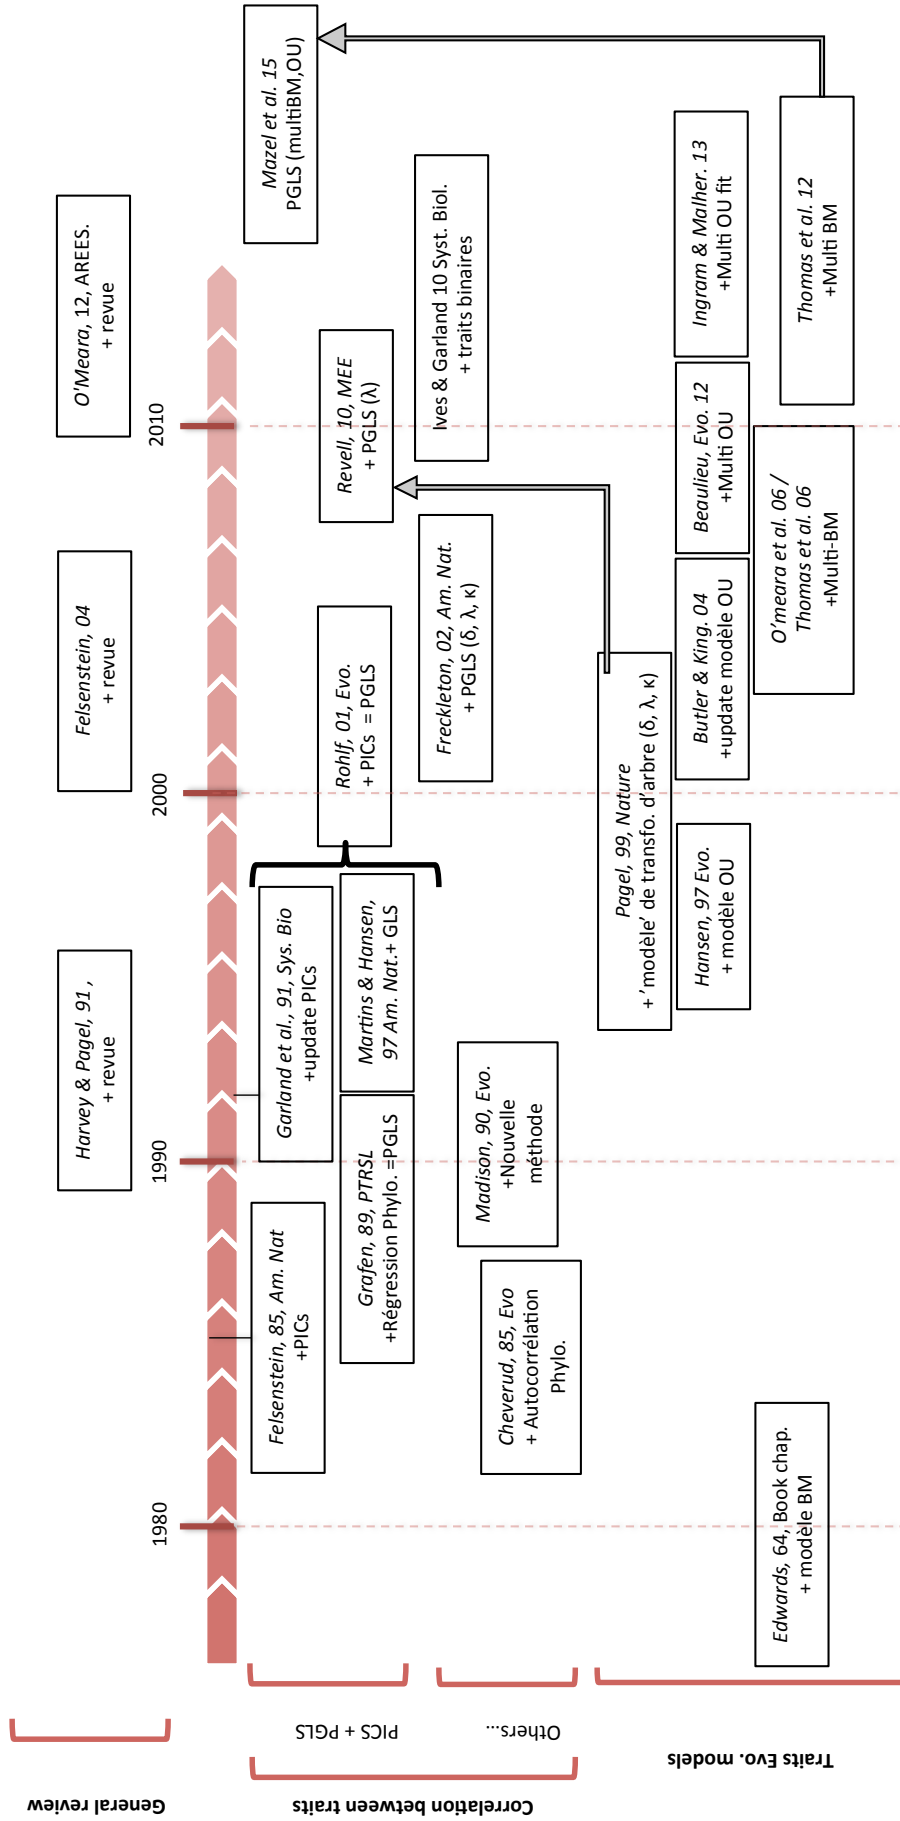 General review
Harvey & Pagel, 91 ,
+ revue
Felsenstein, 04
+ revue
O'Meara, 12, AREES.
+ revue
1980
1990
2000
2010
Correlation between traits
PICS + PGLS
Felsenstein, 85, Am. Nat
+PICs
Garland et al., 91, Sys. Bio
+update PICs
Grafen, 89, PTRSL
+Régression Phylo. =PGLS
Martins & Hansen,
97 Am. Nat.+ GLS
Rohlf, 01, Evo.
+ PICs = PGLS
Revell, 10, MEE
+ PGLS (λ)
Mazel et al. 15
PGLS (multiBM,OU)
Freckleton, 02, Am. Nat.
+ PGLS (δ, λ, κ)
Ives & Garland 10 Syst. Biol.
+ traits binaires
Others...
Cheverud, 85, Evo
+ Autocorrélation
Phylo.
Madison, 90, Evo.
+Nouvelle
méthode
Traits Evo. models
Pagel, 99, Nature
+ 'modèle' de transfo. d'arbre (δ, λ, κ)
Hansen, 97 Evo.
+ modèle OU
Butler & King. 04
+update modèle OU
Beaulieu, Evo. 12
+Multi OU
Ingram & Malher. 13
+Multi OU fit
Edwards, 64, Book chap.
+ modèle BM
O'meara et al. 06 /
Thomas et al. 06
+Multi-BM
Thomas et al. 12
+Multi BM